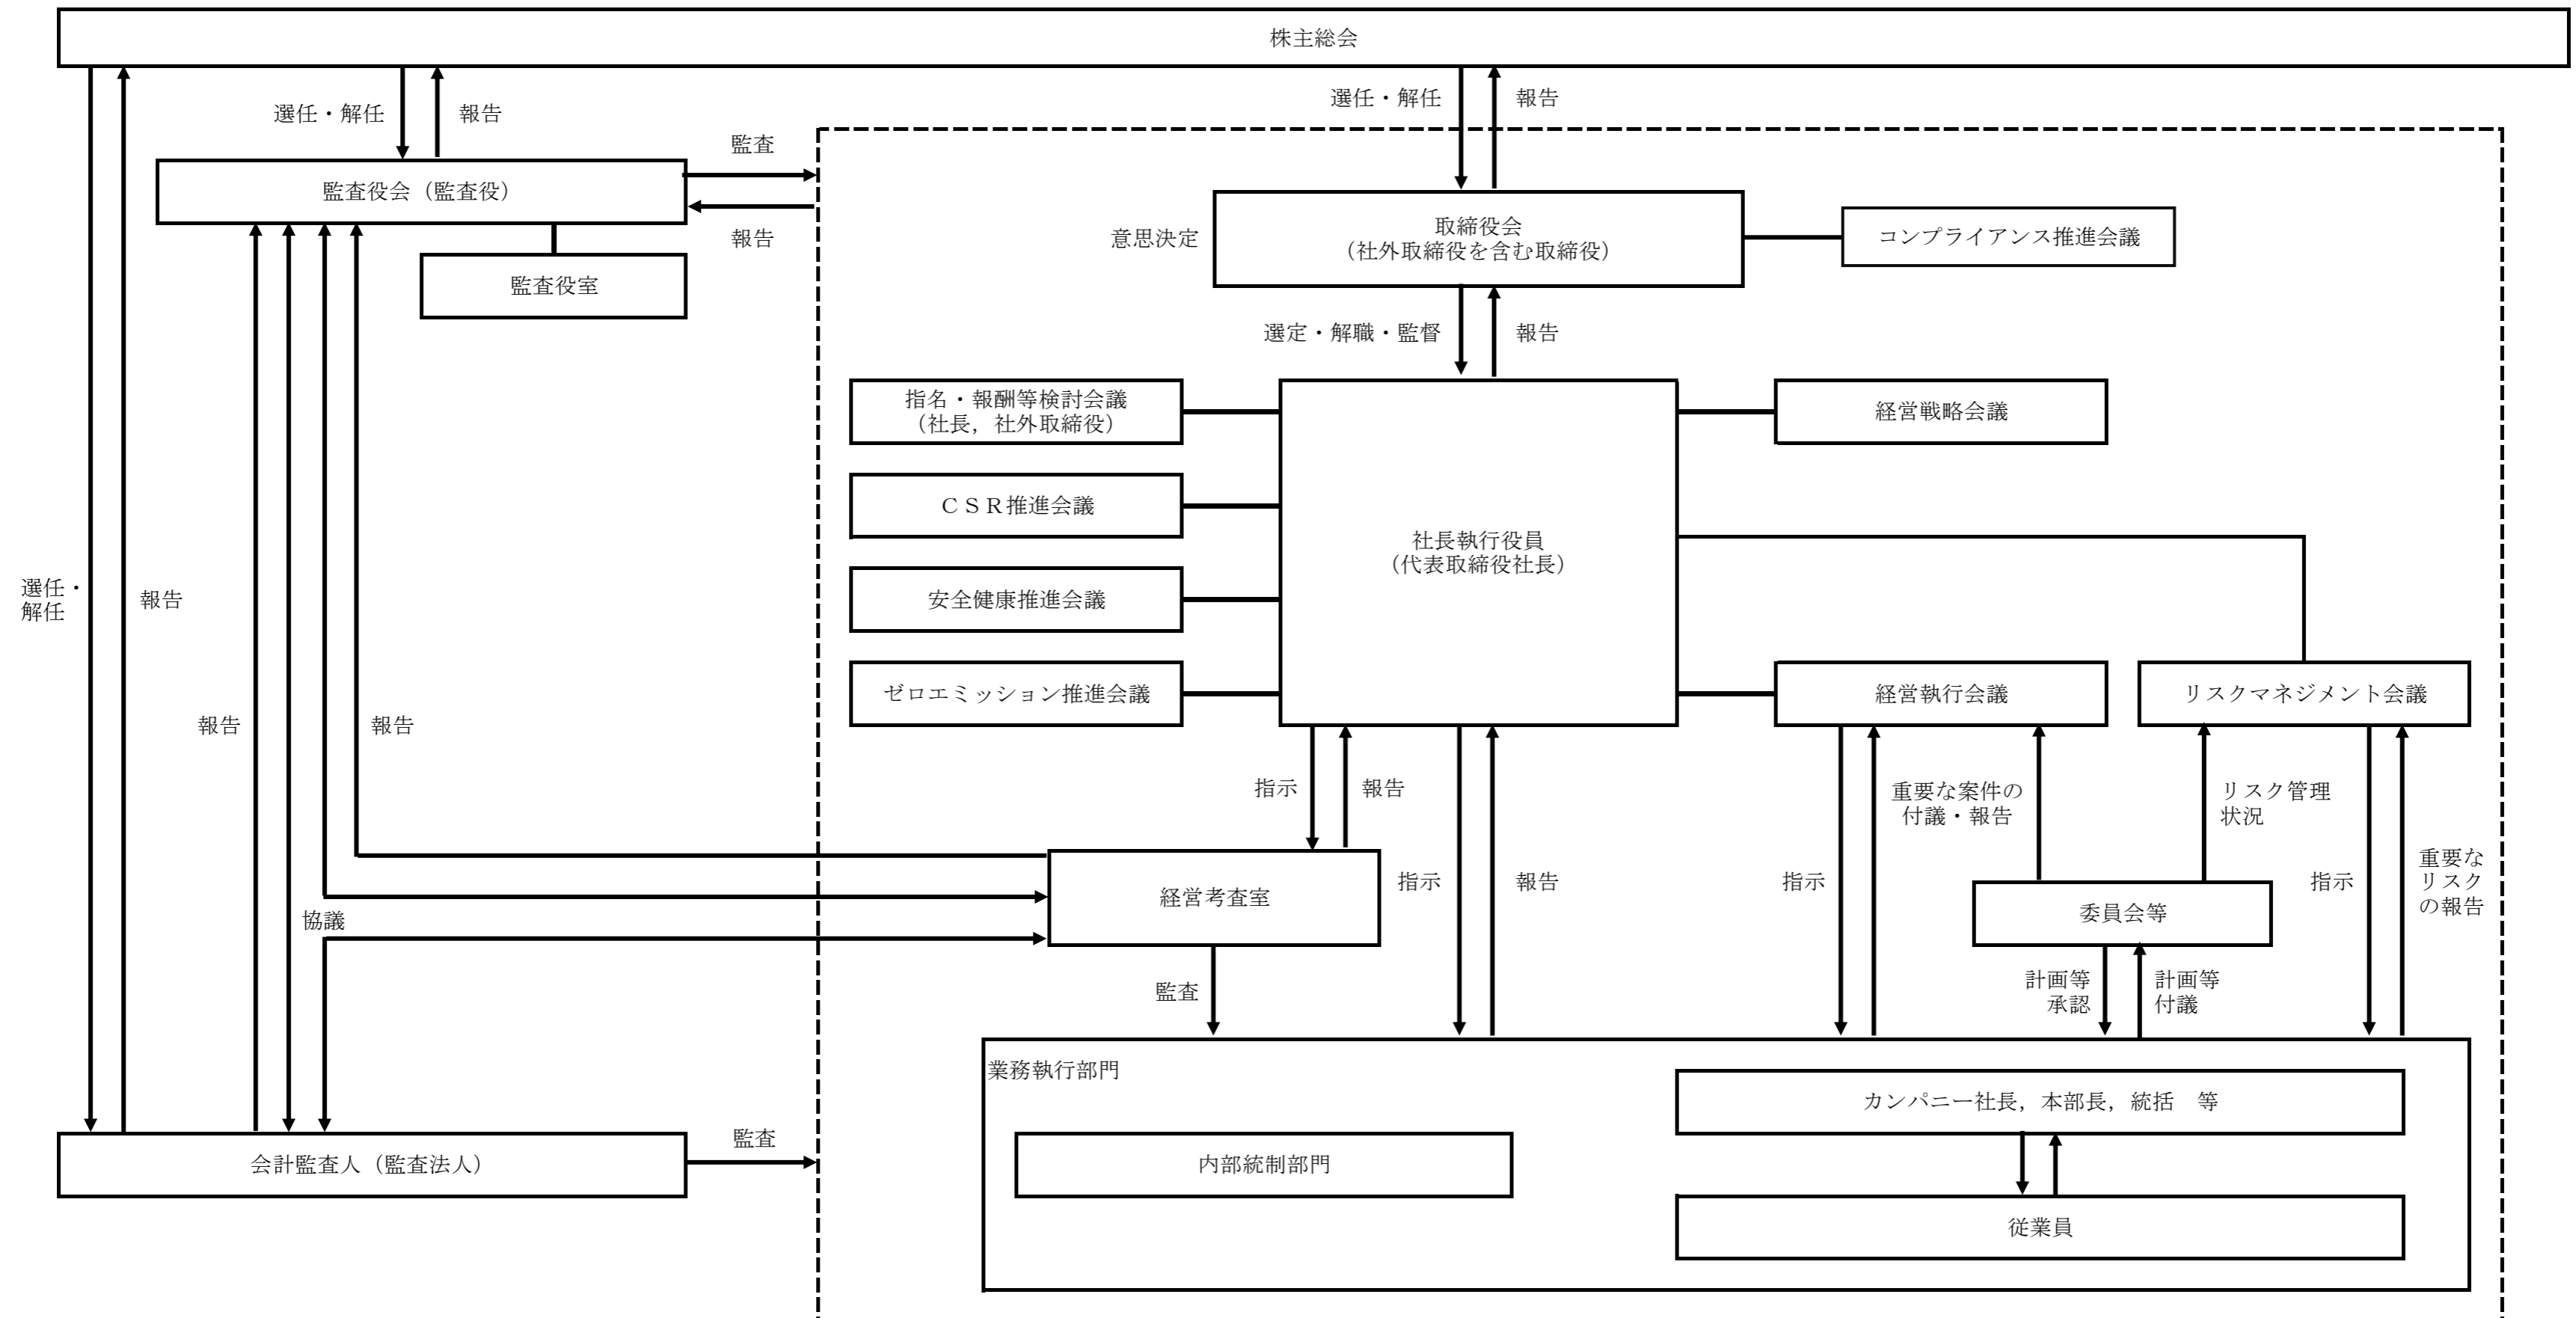 株主総会
選任・解任
報告
選任・解任
報告
監査
監査役会（監査役）
報告
監査役室
意思決定
取締役会
（社外取締役を含む取締役）
コンプライアンス推進会議
選定・解職・監督
報告
指名・報酬等検討会議
（社長，社外取締役）
経営戦略会議
ＣＳＲ推進会議
社長執行役員
（代表取締役社長）
安全健康推進会議
選任・
解任
報告
ゼロエミッション推進会議
経営執行会議
リスクマネジメント会議
報告
報告
指示
報告
重要な案件の
付議・報告
リスク管理
状況
経営考査室
指示
報告
指示
委員会等
指示
重要な
リスク
の報告
協議
監査
計画等
承認
計画等
付議
業務執行部門
カンパニー社長，本部長，統括　等
会計監査人（監査法人）
監査
内部統制部門
従業員